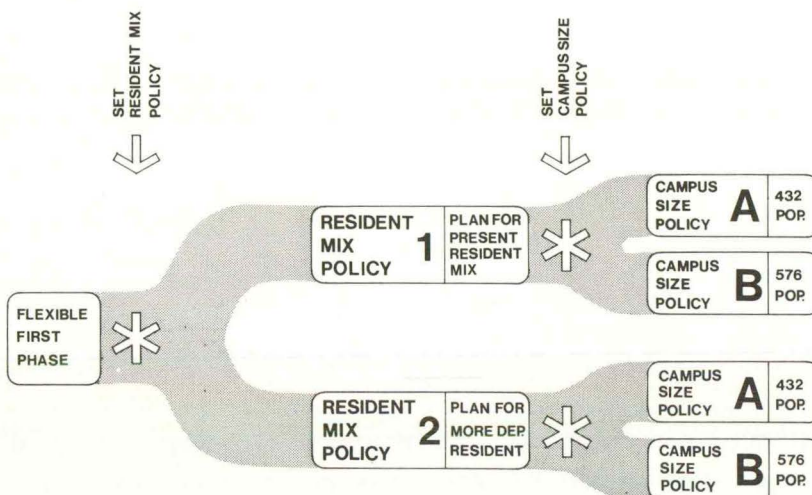 SET
RESIDENT MIX
POLICY
SET
CAMPUS SIZE
POLICY
FLEXIBLE
FIRST
PHASE
RESIDENT
MIX
POLICY
1
PLAN FOR
PRESENT
RESIDENT
MIX
CAMPUS
SIZE
POLICY
A
432
POP.
CAMPUS
SIZE
POLICY
B
576
POP.
RESIDENT
MIX
POLICY
2
PLAN FOR
MORE DEP.
RESIDENT
CAMPUS
SIZE
POLICY
A
432
POP.
CAMPUS
SIZE
POLICY
B
576
POP.